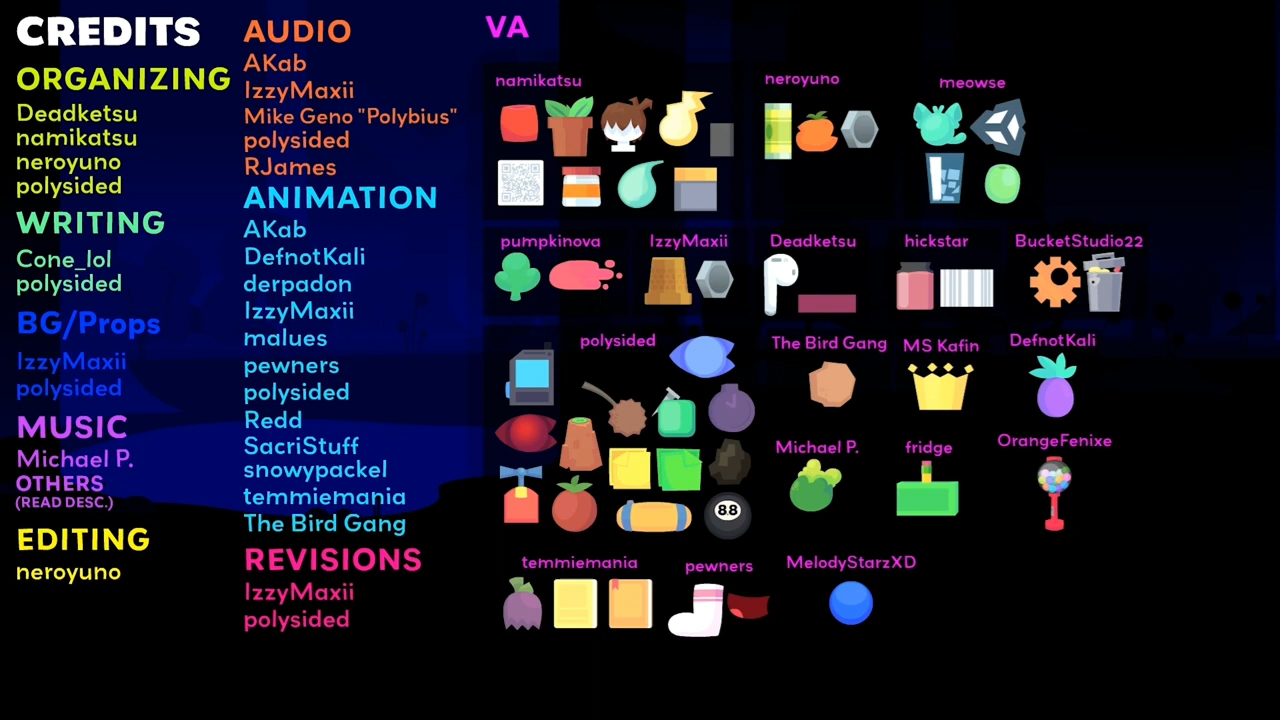 CREDITS
ORGANIZING
Deadketsu
namikatsu
neroyuno
polysided
WRITING
Cone_lol
polysided
BG/Props
IzzyMaxii
polysided
MUSIC
Michael P.
OTHERS
(READ DESC.)
EDITING
neroyuno
AUDIO
AKab
IzzyMaxii
Mike Geno "Polybius"
polysided
RJames
ANIMATION
AKab
DefnotKali
derpadon
IzzyMaxii
malues
pewners
polysided
Redd
SacriStuff
snowypackel
temmiemania
The Bird Gang
REVISIONS
IzzyMaxii
polysided
VA
namikatsu
neroyuno
meowse
pumpkinova
IzzyMaxii
Deadketsu
hickstar
BucketStudio22
polysided
The Bird Gang
MS Kafin
DefnotKali
Michael P.
fridge
OrangeFenixe
88
temmiemania
pewners
MelodyStarzXD